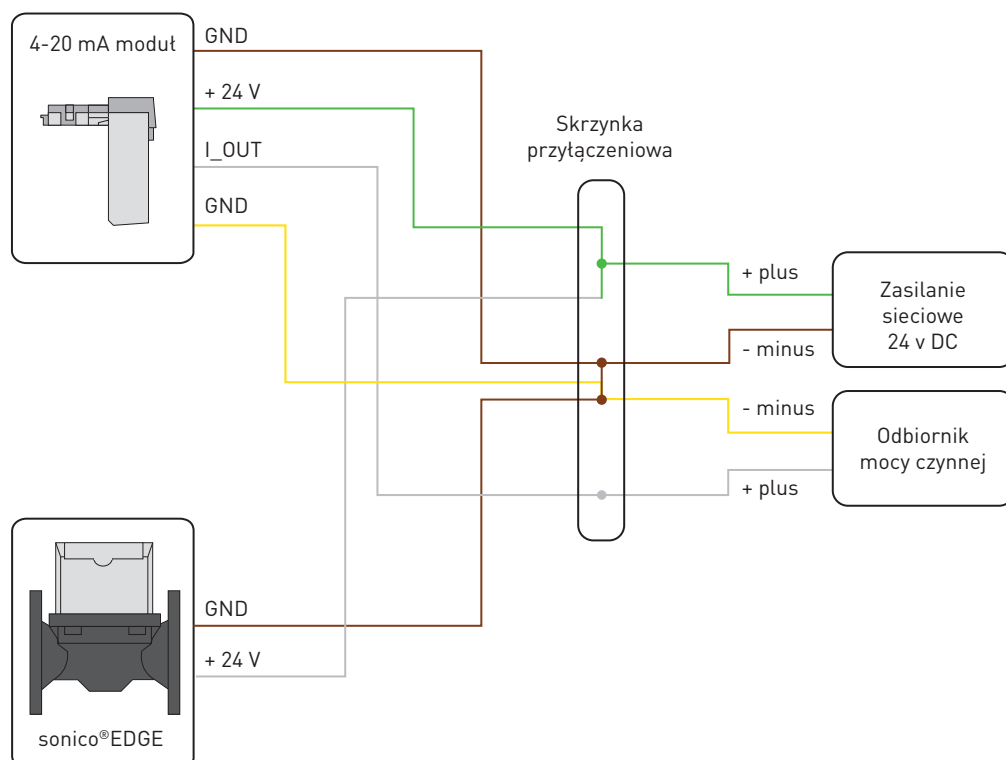 4-20 mA moduł
GND
+ 24 V
I_OUT
GND
Skrzynka
przyłączeniowa
+ plus
- minus
Zasilanie
sieciowe
24 v DC
- minus
+ plus
Odbiornik
mocy czynnej
GND
+ 24 V
sonico®EDGE